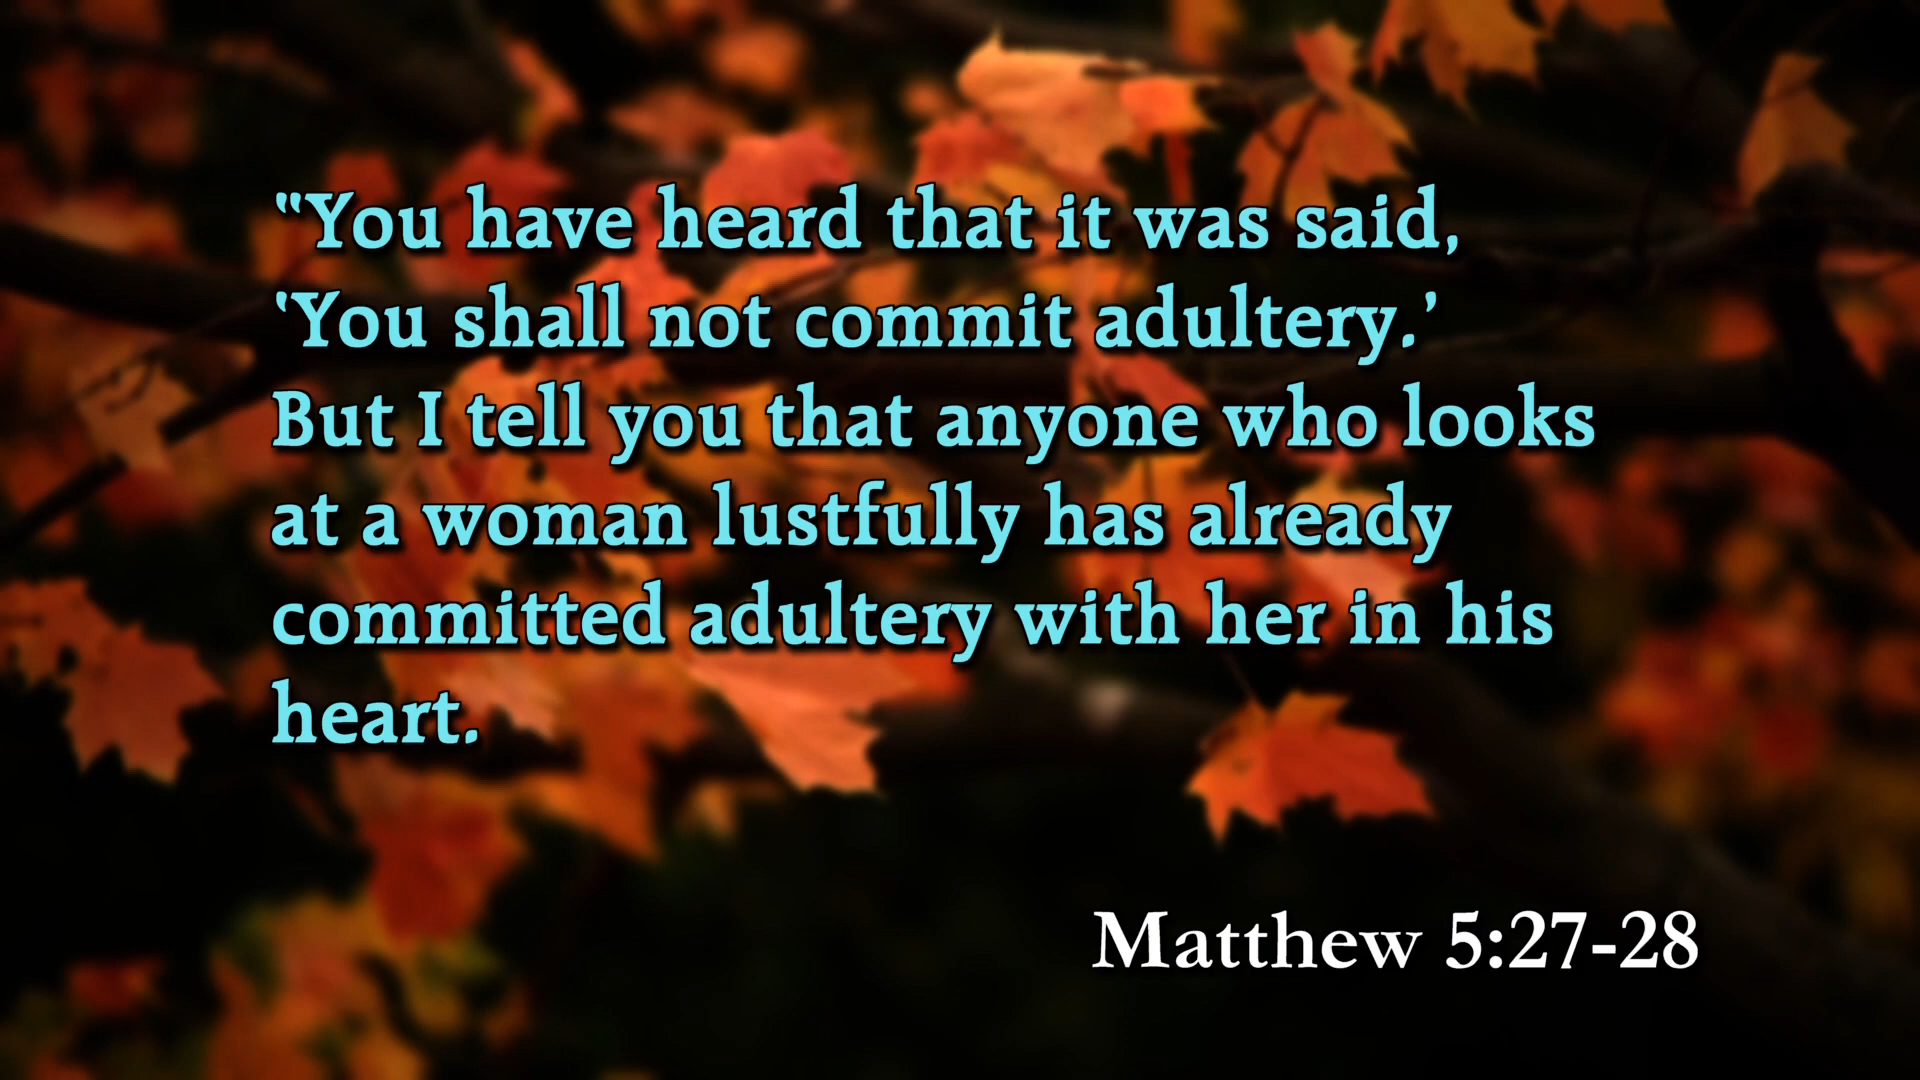 “You have heard that it was said,
‘You shall not commit adultery.’
But I tell you that anyone who looks
at a woman lustfully has already
committed adultery with her in his
heart.
Matthew 5:27-28